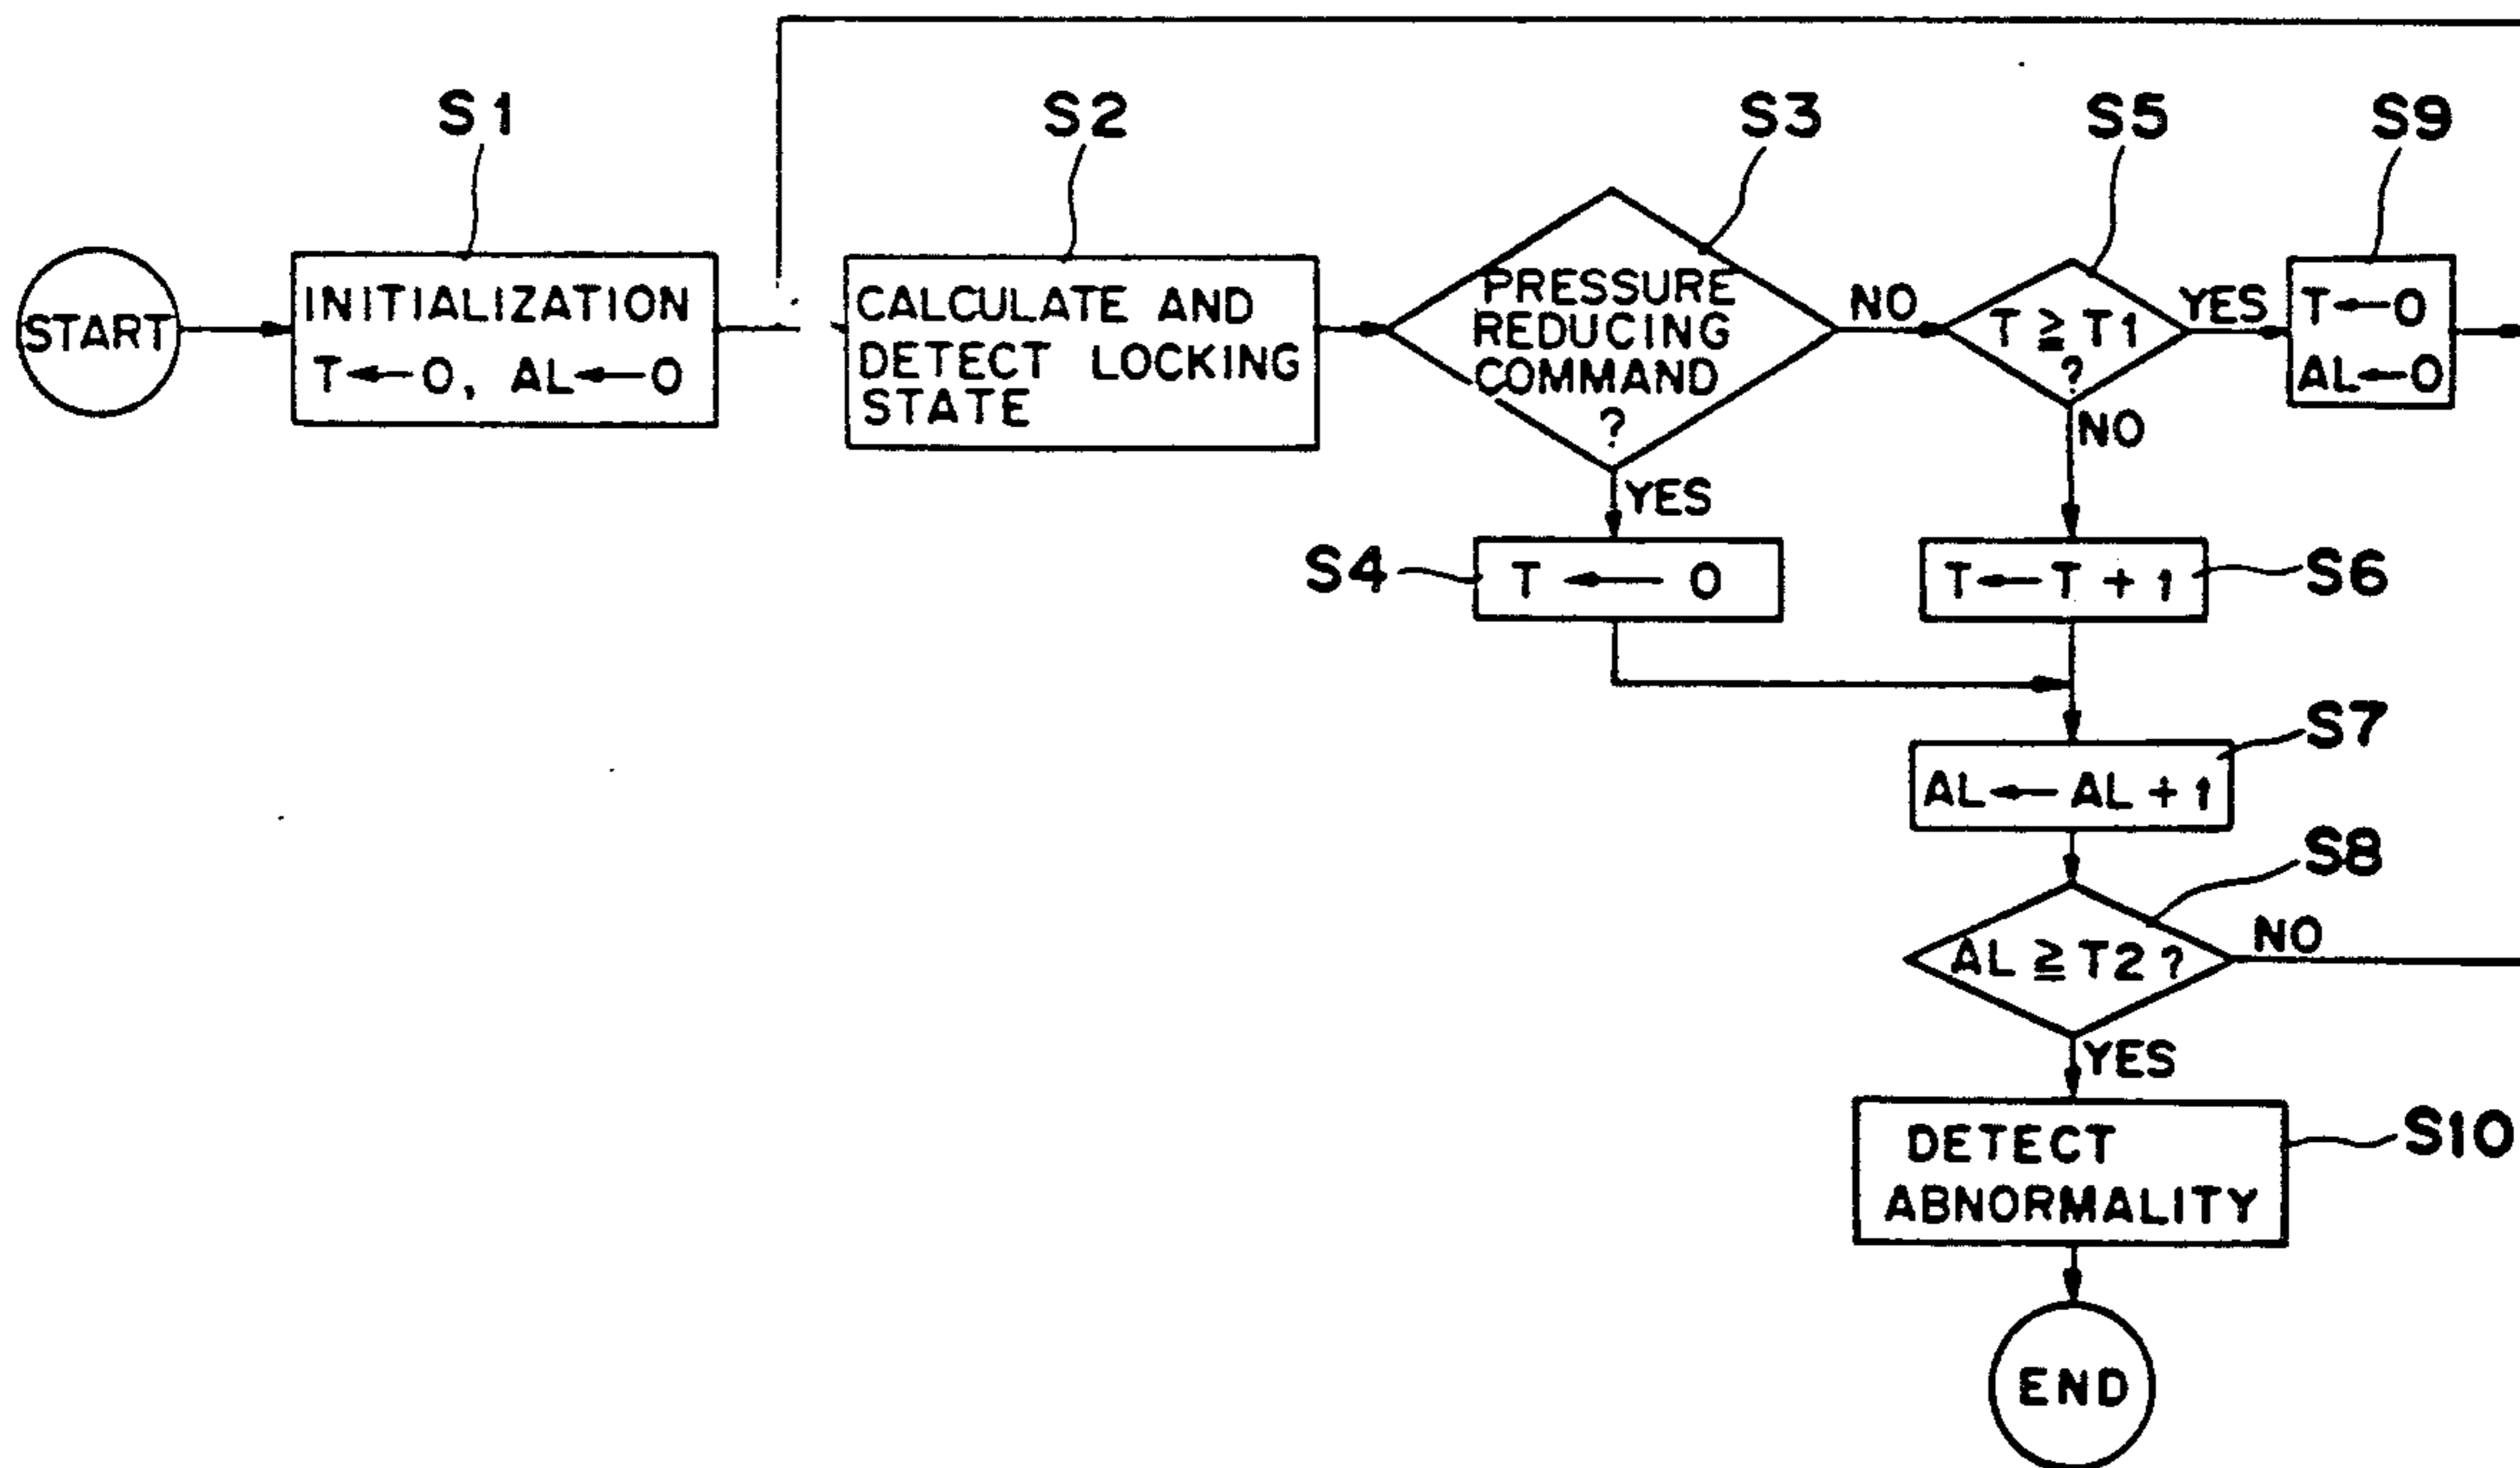 S1
S2
S3
S5
S9
START
INITIALIZATION
T←0, AL←0
CALCULATE AND
DETECT LOCKING
STATE
PRESSURE
REDUCING
COMMAND
?
NO
T ≧ T1
?
YES
T←0
AL←0
NO
YES
S4
T ← 0
T←T + 1
S6
S7
AL←AL + 1
S8
AL ≧ T2 ?
NO
YES
DETECT
ABNORMALITY
S10
END